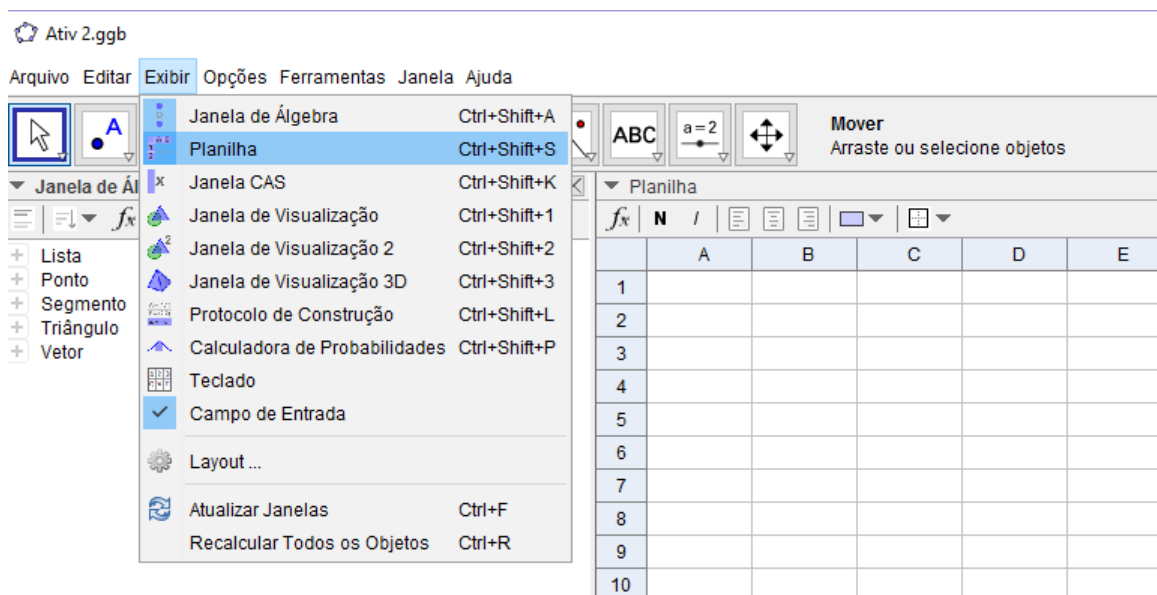 Ativ 2.ggb
Arquivo Editar Exibir Opções Ferramentas Janela Ajuda
A
ABC
a=2
Mover
Arraste ou selecione objetos
Janela de Álgebra Ctrl+Shift+A
Planilha Ctrl+Shift+S
Janela CAS Ctrl+Shift+K
Janela de Visualização Ctrl+Shift+1
Janela de Visualização 2 Ctrl+Shift+2
Janela de Visualização 3D Ctrl+Shift+3
Protocolo de Construção Ctrl+Shift+L
Calculadora de Probabilidades Ctrl+Shift+P
Teclado
Campo de Entrada
Layout ...
Atualizar Janelas Ctrl+F
Recalcular Todos os Objetos Ctrl+R
Janela de Ál
fx
Lista
Ponto
Segmento
Triângulo
Vetor
Planilha
fx N I
A B C D E
1
2
3
4
5
6
7
8
9
10